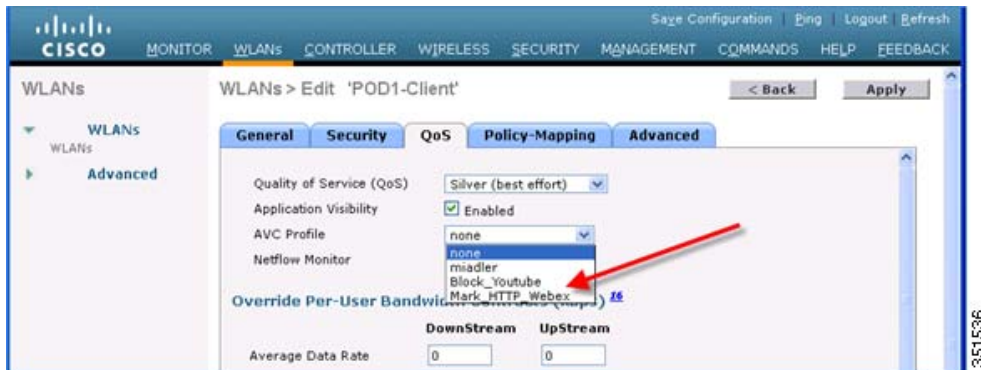 Save Configuration | Ping | Logout | Refresh
CISCO MONITOR WLANs CONTROLLER WIRELESS SECURITY MANAGEMENT COMMANDS HELP FEEDBACK
WLANs
WLANs > Edit 'POD1-Client'
< Back
Apply
WLANs
WLANs
Advanced
General Security QoS Policy-Mapping Advanced
Quality of Service (QoS) Silver (best effort)
Application Visibility Enabled
AVC Profile none
none
miadler
Block_Youtube
Mark_HTTP_Webex
Netflow Monitor
Override Per-User 16
DownStream UpStream
Average Data Rate 0 0
351536